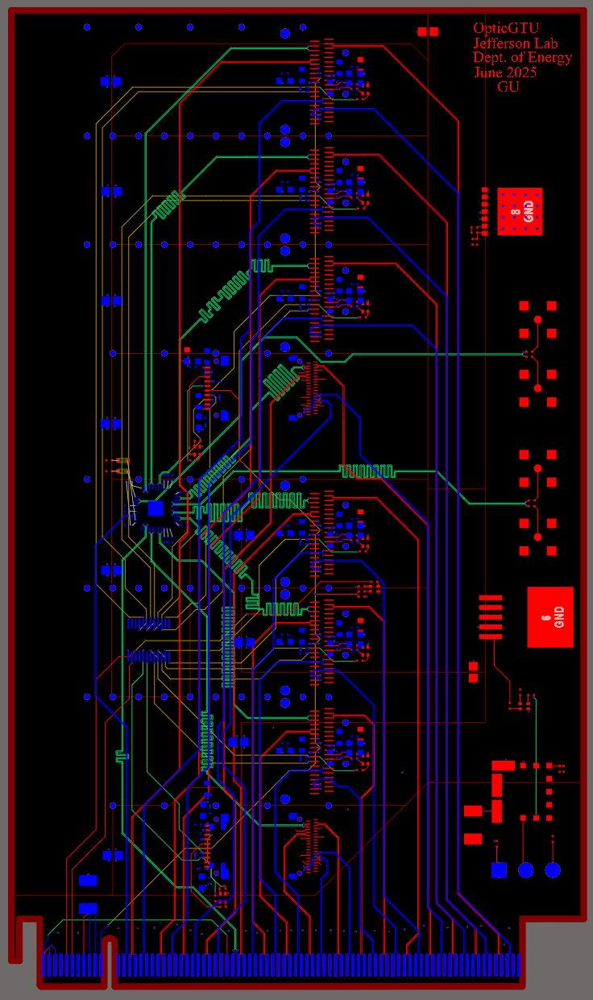 OpticGTU
Jefferson Lab
Dept. of Energy
June 2025
GU
8
GND
6
GND